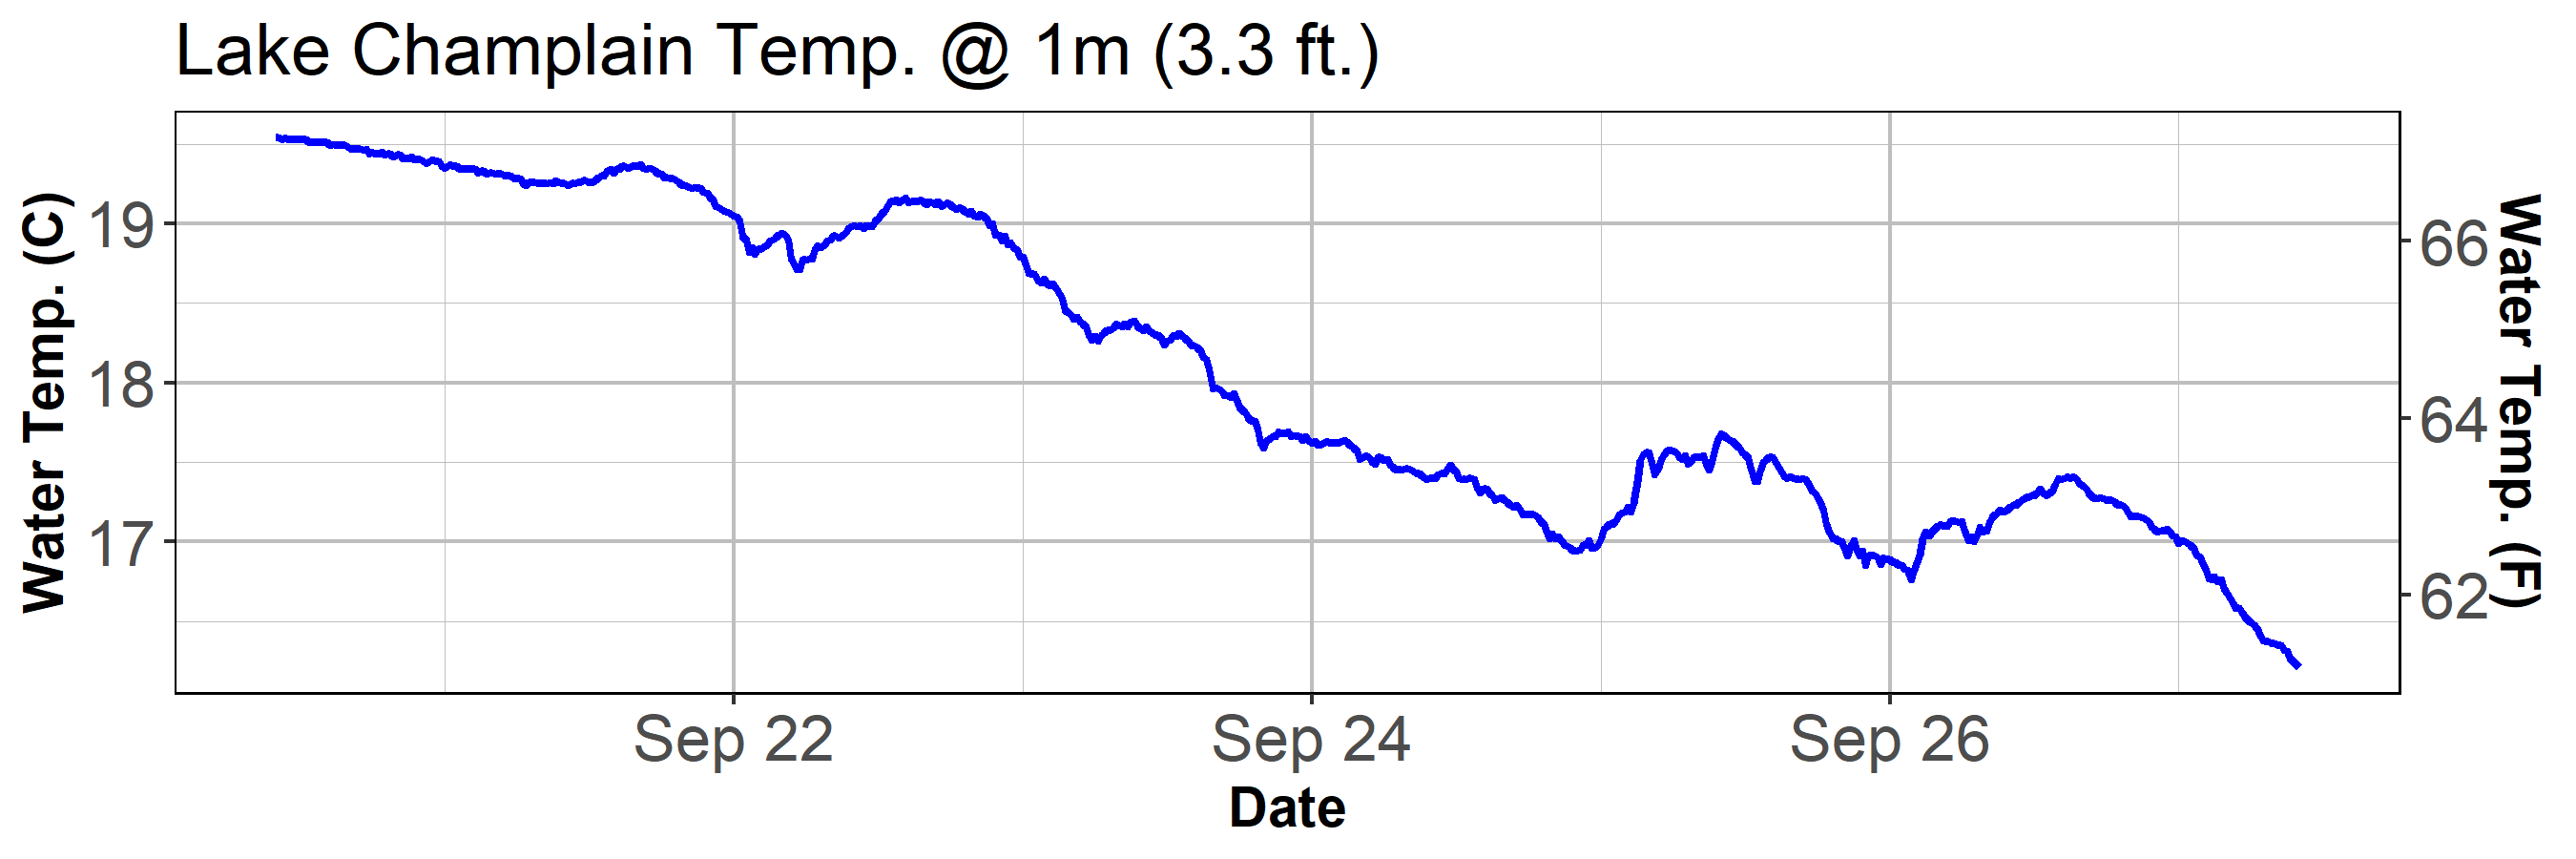 Lake Champlain Temp. @ 1m (3.3 ft.)
Water Temp. (C)
19
18
17
66
64
62
Water Temp. (F)
Sep 22
Sep 24
Sep 26
Date